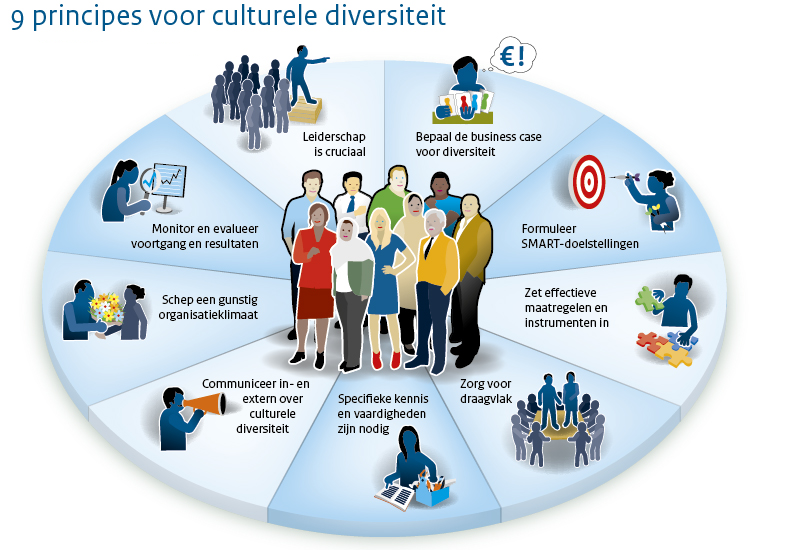 9 principes voor culturele diversiteit
€!
Leiderschap
is cruciaal
Bepaal de business case
voor diversiteit
Formuleer
SMART-doelstellingen
Zet effectieve
maatregelen en
instrumenten in
Zorg voor
draagvlak
Specifieke kennis
en vaardigheden
zijn nodig
Communiceer in- en
extern over
culturele
diversiteit
Schep een gunstig
organisatieklimaat
Monitor en evalueer
voortgang en resultaten